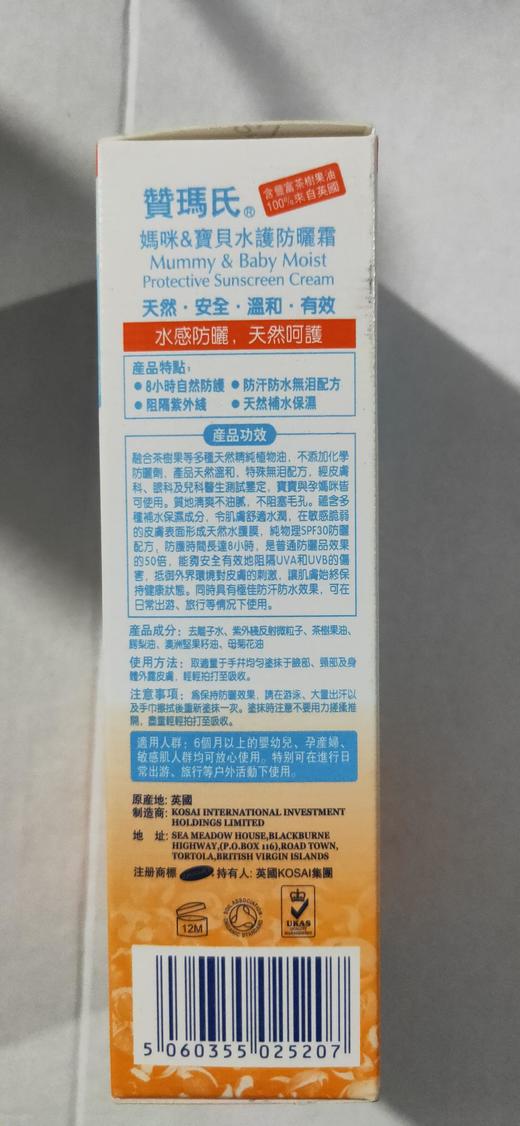 含豐富茶樹果油
100%來自英國
贊瑪氏®
媽咪&寶貝水護防曬霜
Mummy & Baby Moist
Protective Sunscreen Cream
天然·安全·溫和·有效
水感防曬，天然呵護
產品特點：
● 8小時自然防護 ● 防汗防水無泪配方
● 阻隔紫外綫 ● 天然補水保濕
產品功效
融合茶樹果等多種天然精純植物油，不添加化學
防曬劑，產品天然溫和，特殊無泪配方，經皮膚
科、眼科及兒科醫生測試鑒定，寶寶與孕媽咪皆
可使用。質地清爽不油膩，不阻塞毛孔。蘊含多
種補水保濕成分，令肌膚舒適水潤，在敏感脆弱
的皮膚表面形成天然水護膜，純物理SPF30防曬
配方，防護時間長達8小時，是普通防曬品效果
的50倍，能夠安全有效地阻隔UVA和UVB的傷
害，抵御外界環境對皮膚的刺激，讓肌膚始終保
持健康狀態。同時具有極佳防汗防水效果，可在
日常出游、旅行等情况下使用。
產品成分：去離子水、紫外綫反射微粒子、茶樹果油、
鰐梨油、澳洲堅果籽油、母菊花油
使用方法：取適量于手幷均勻塗抹于臉部、頸部及身
體外露皮膚，輕輕拍打至吸收。
注意事項：爲保持防曬效果，請在游泳、大量出汗以
及手巾擦拭後重新塗抹一次。塗抹時注意不要用力搓揉推
開，盡量輕輕拍打至吸收。
適用人群：6個月以上的嬰幼兒、孕產婦、
敏感肌人群均可放心使用。特别可在進行日
常出游、旅行等户外活動下使用。
原産地：英國
制造商：KOSAI INTERNATIONAL INVESTMENT
HOLDINGS LIMITED
地 址：SEA MEADOW HOUSE,BLACKBURNE
HIGHWAY,(P.O.BOX 116),ROAD TOWN,
TORTOLA,BRITISH VIRGIN ISLANDS
注册商標 持有人：英國KOSAI集團
12M
SOIL ASSOCIATION
ORGANIC STANDARD
UKAS
QUALITY
MANAGEMENT
5 060355 025207